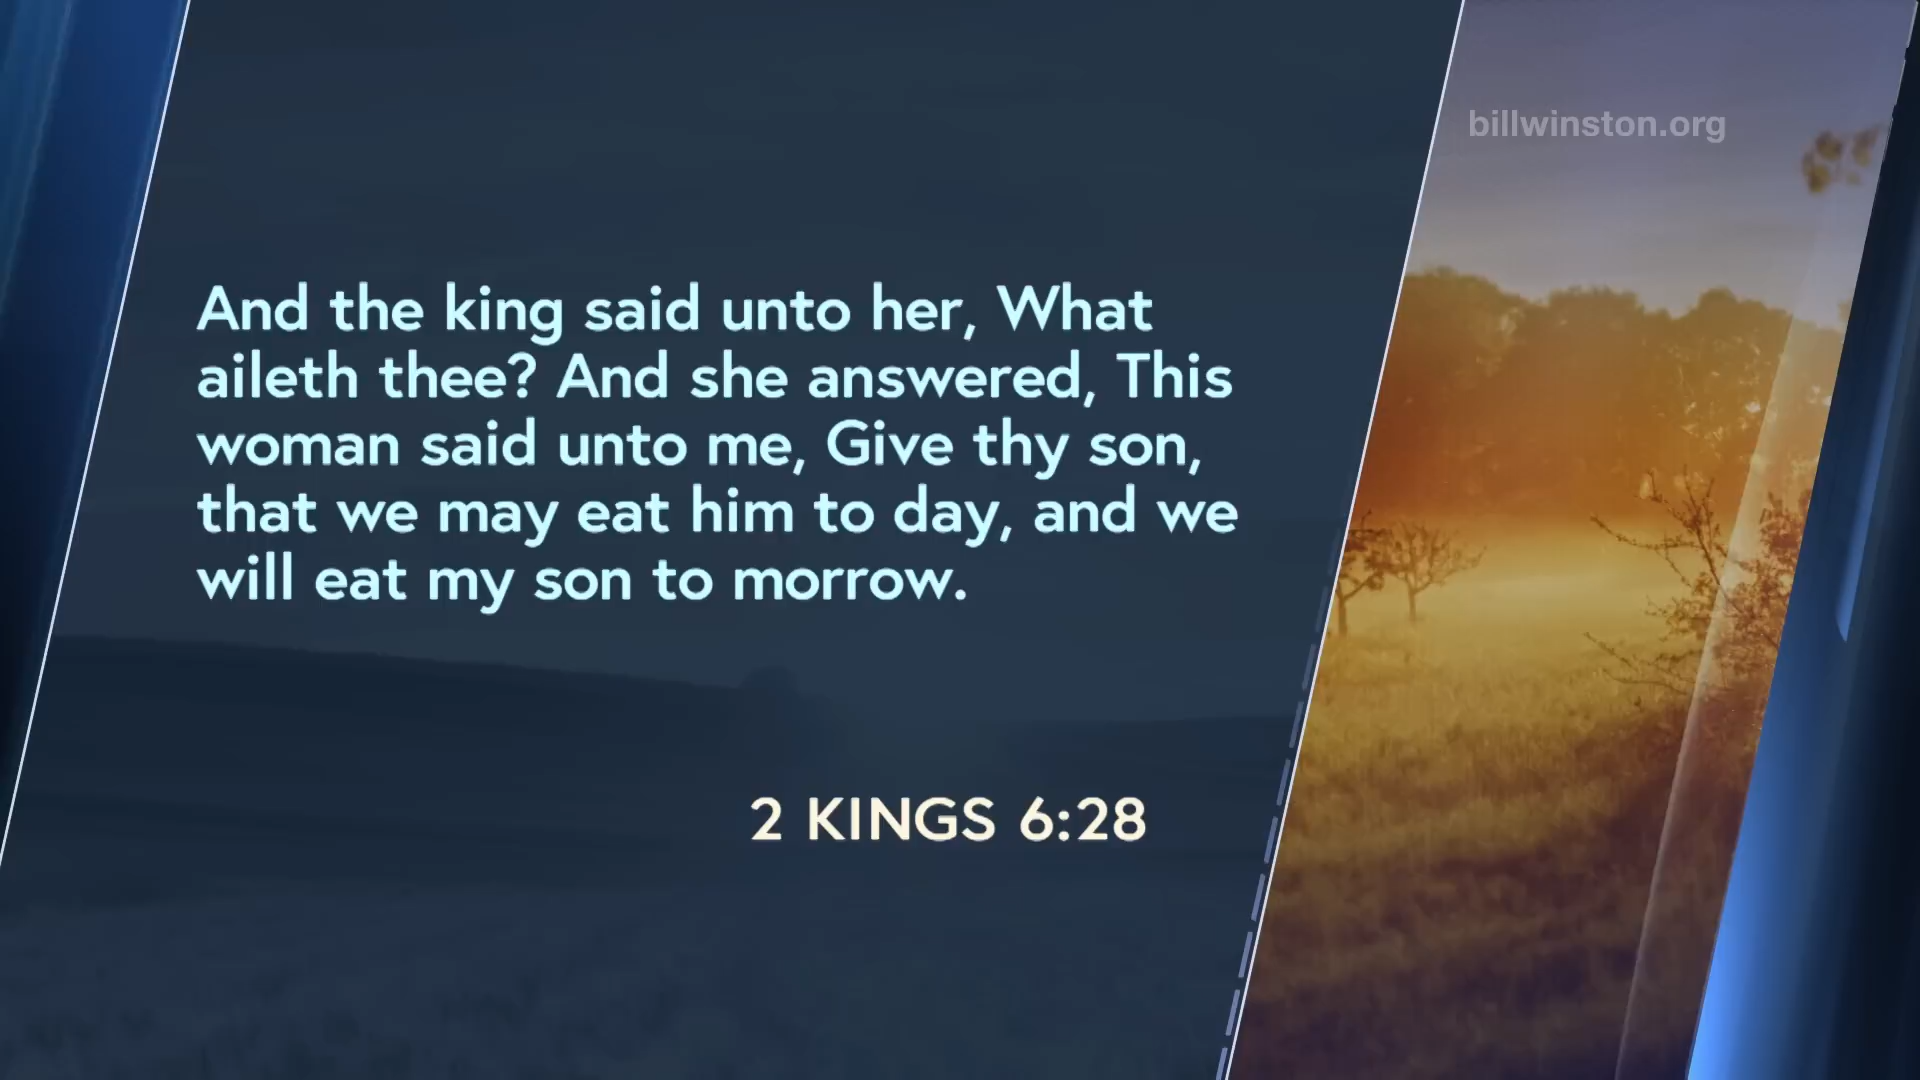 billwinston.org
And the king said unto her, What
aileth thee? And she answered, This
woman said unto me, Give thy son,
that we may eat him to day, and we
will eat my son to morrow.
2 KINGS 6:28